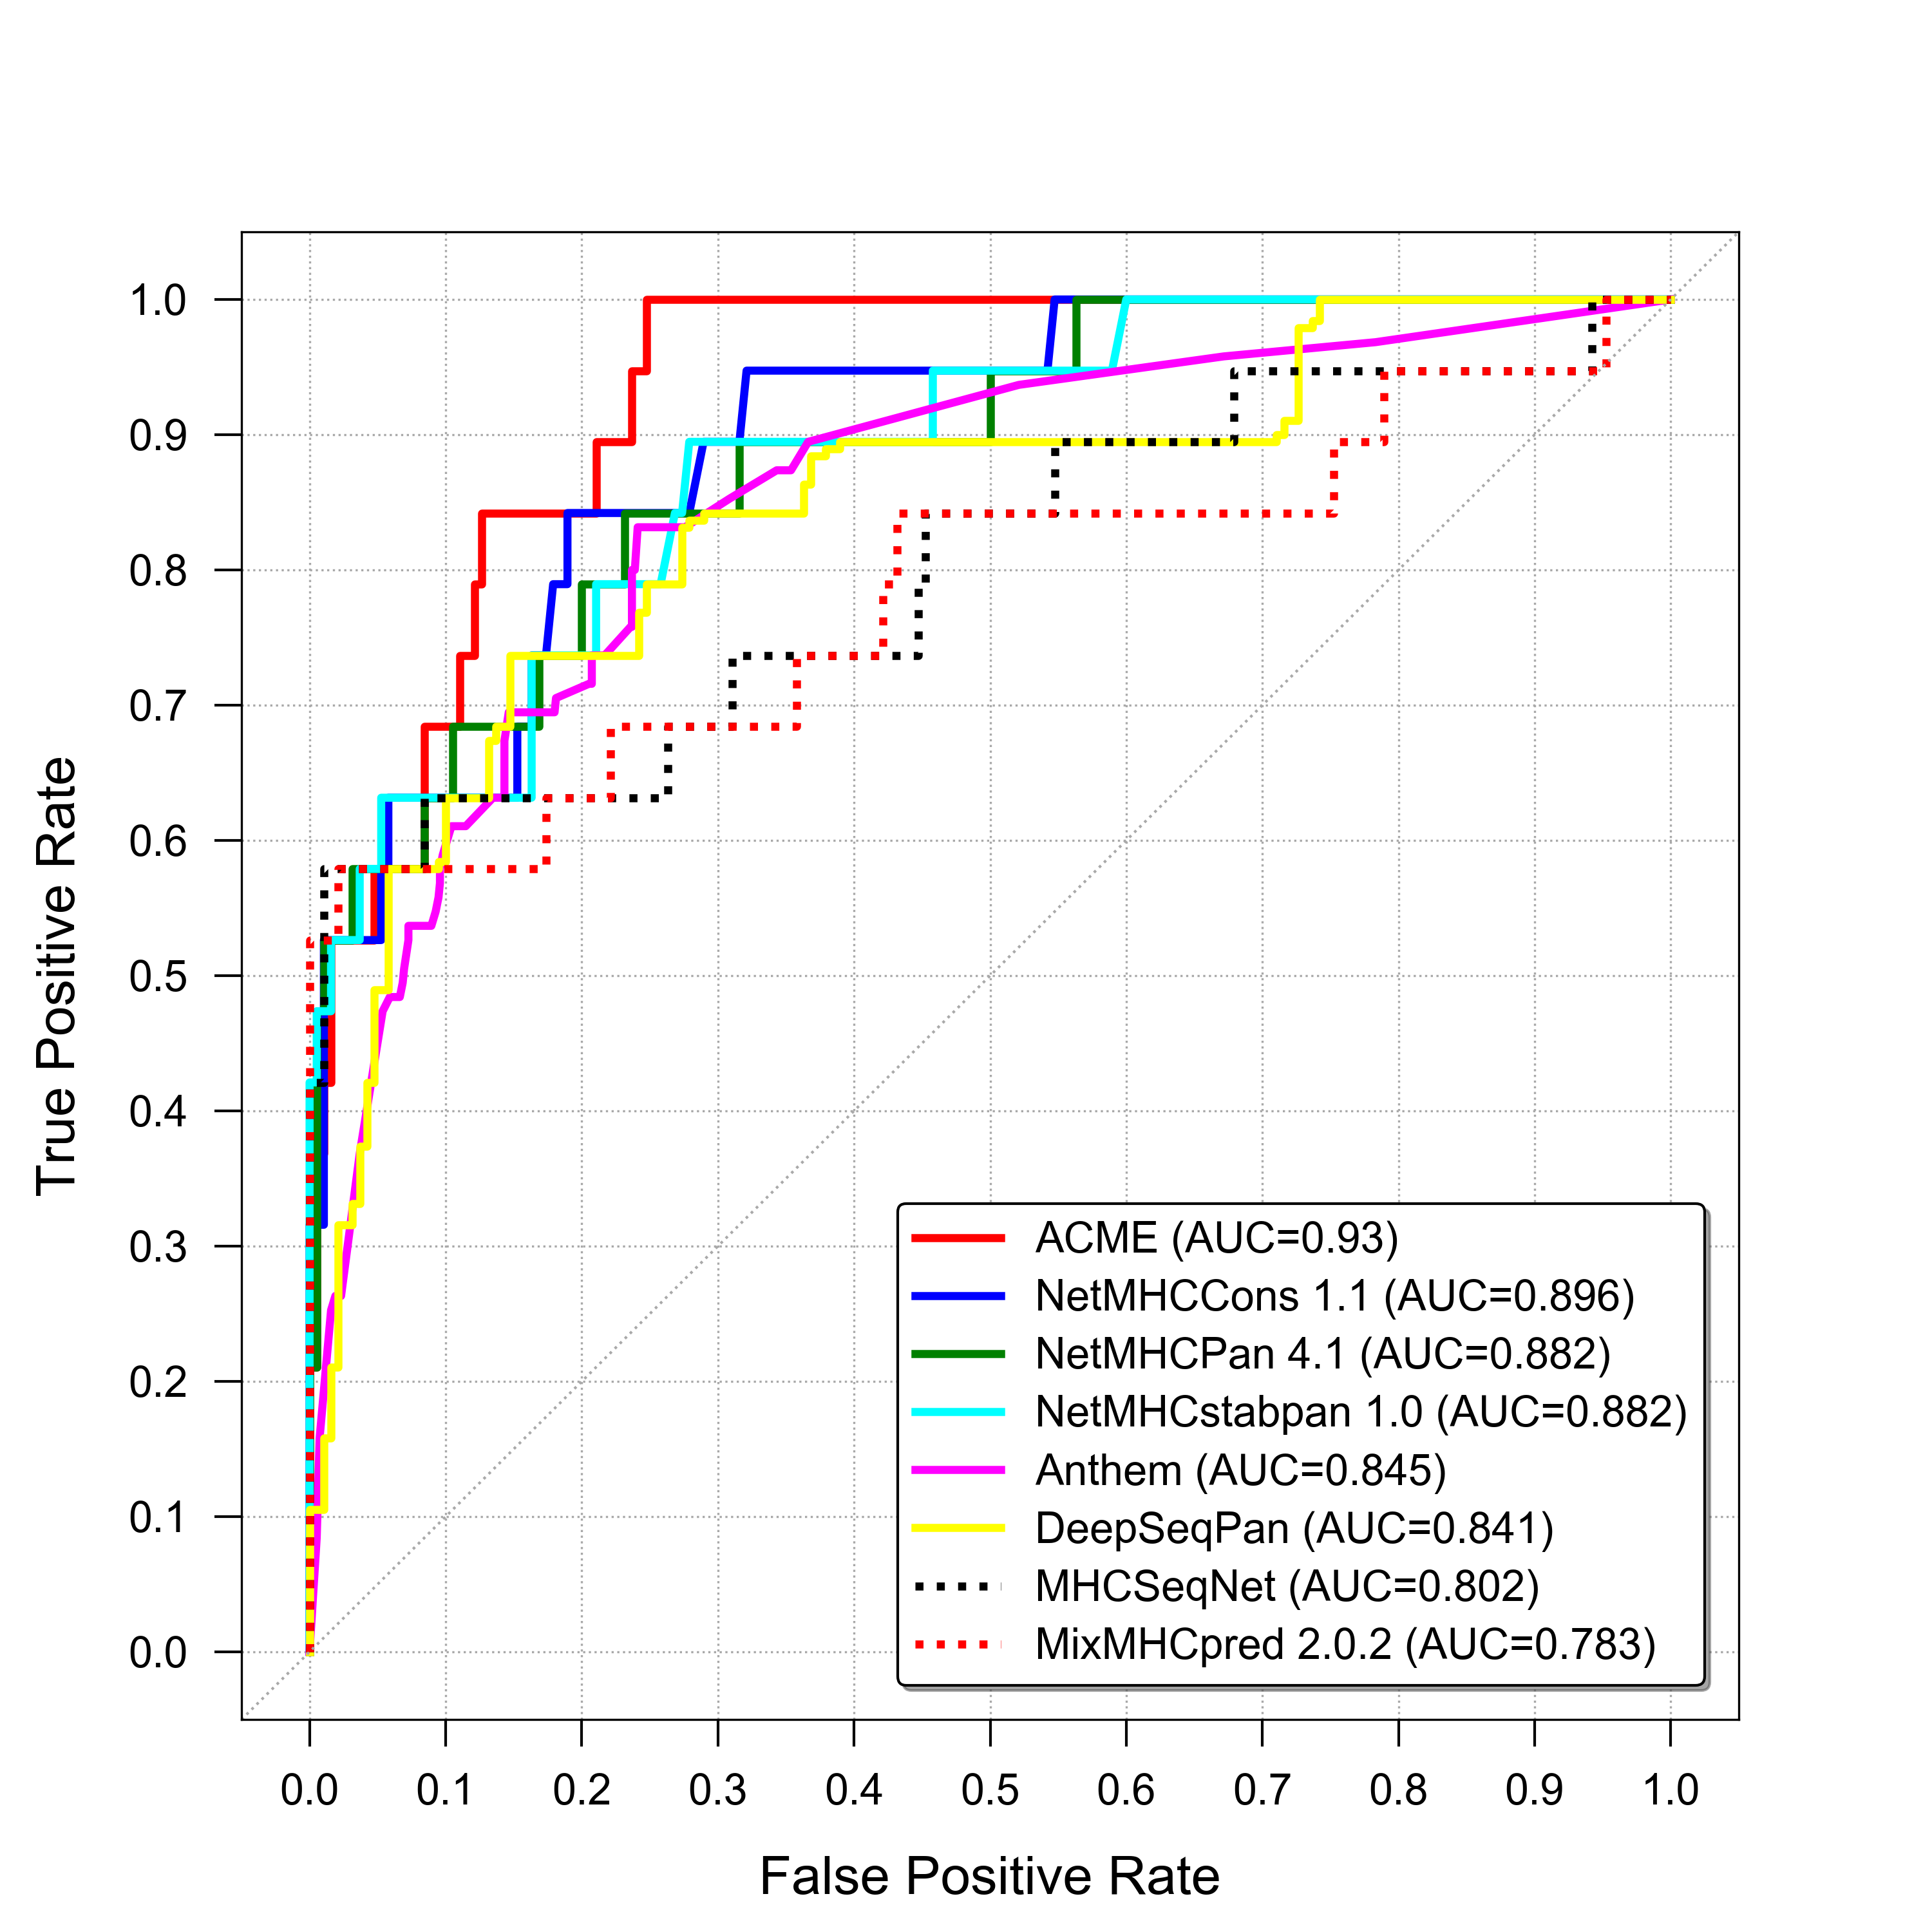 True Positive Rate
1.0
0.9
0.8
0.7
0.6
0.5
0.4
0.3
0.2
0.1
0.0
ACME (AUC=0.93)
NetMHCCons 1.1 (AUC=0.896)
NetMHCPan 4.1 (AUC=0.882)
NetMHCstabpan 1.0 (AUC=0.882)
Anthem (AUC=0.845)
DeepSeqPan (AUC=0.841)
MHCSeqNet (AUC=0.802)
MixMHCpred 2.0.2 (AUC=0.783)
0.0 0.1 0.2 0.3 0.4 0.5 0.6 0.7 0.8 0.9 1.0
False Positive Rate